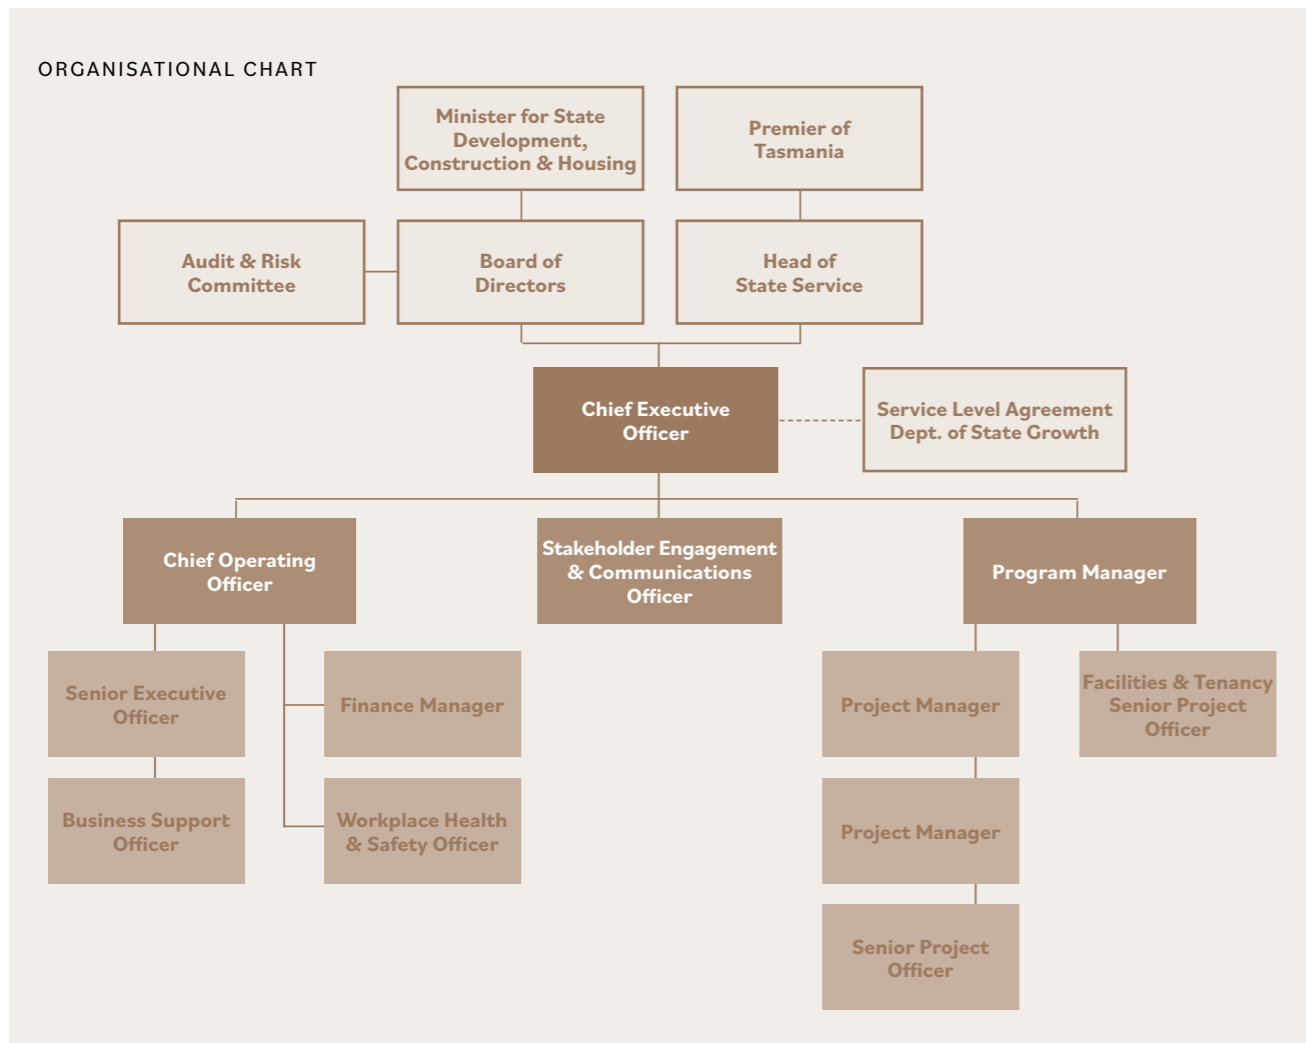 ORGANISATIONAL CHART
Minister for State
Development,
Construction & Housing
Premier of
Tasmania
Audit & Risk
Committee
Board of
Directors
Head of
State Service
Chief Executive
Officer
Service Level Agreement
Dept. of State Growth
Chief Operating
Officer
Stakeholder Engagement
& Communications
Officer
Program Manager
Senior Executive
Officer
Finance Manager
Project Manager
Facilities & Tenancy
Senior Project
Officer
Business Support
Officer
Workplace Health
& Safety Officer
Project Manager
Senior Project
Officer